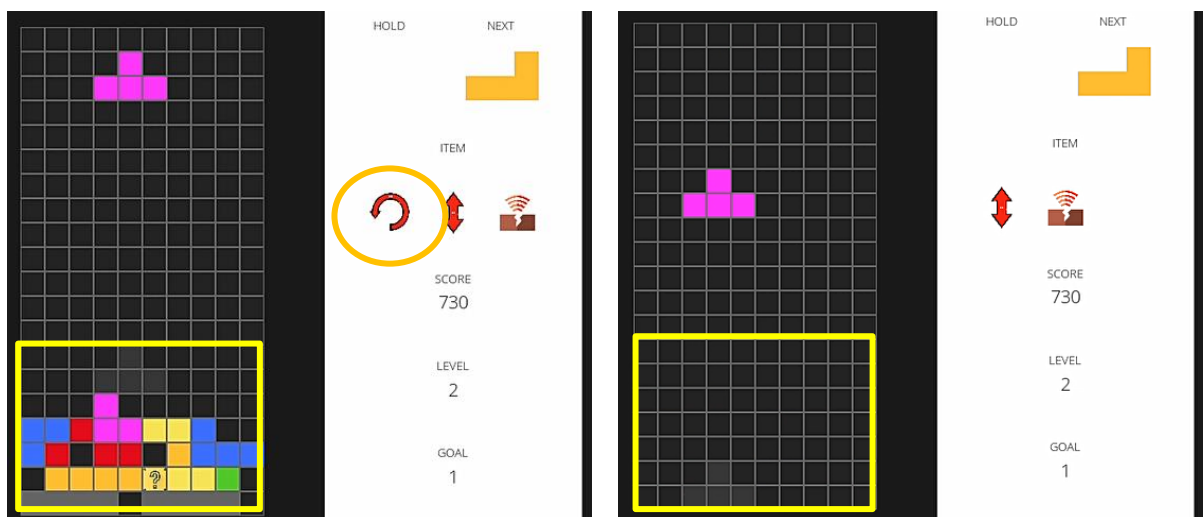 HOLD NEXT
ITEM
SCORE
730
LEVEL
2
GOAL
1
?
HOLD NEXT
ITEM
SCORE
730
LEVEL
2
GOAL
1